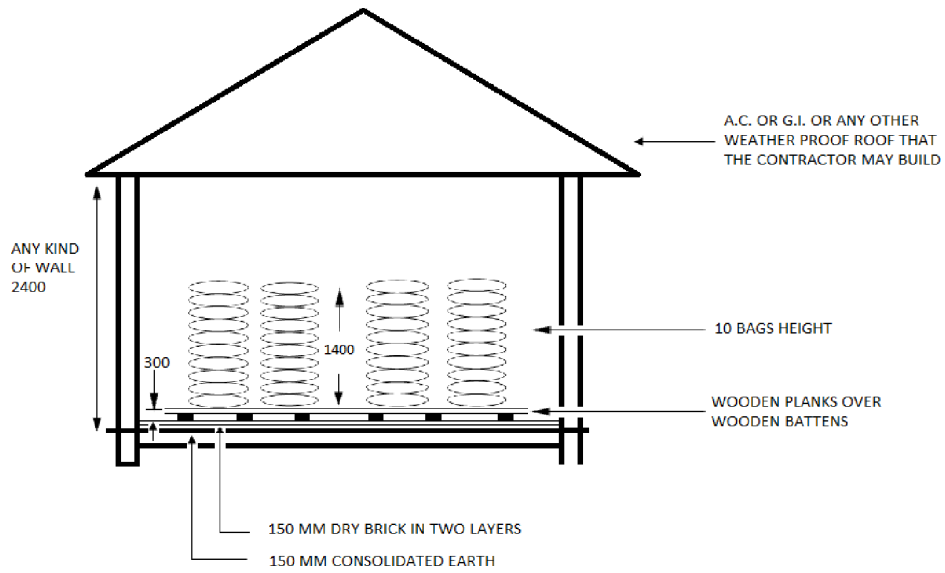 A.C. OR G.I. OR ANY OTHER
WEATHER PROOF ROOF THAT
THE CONTRACTOR MAY BUILD
ANY KIND
OF WALL
2400
10 BAGS HEIGHT
1400
300
WOODEN PLANKS OVER
WOODEN BATTENS
150 MM DRY BRICK IN TWO LAYERS
150 MM CONSOLIDATED EARTH